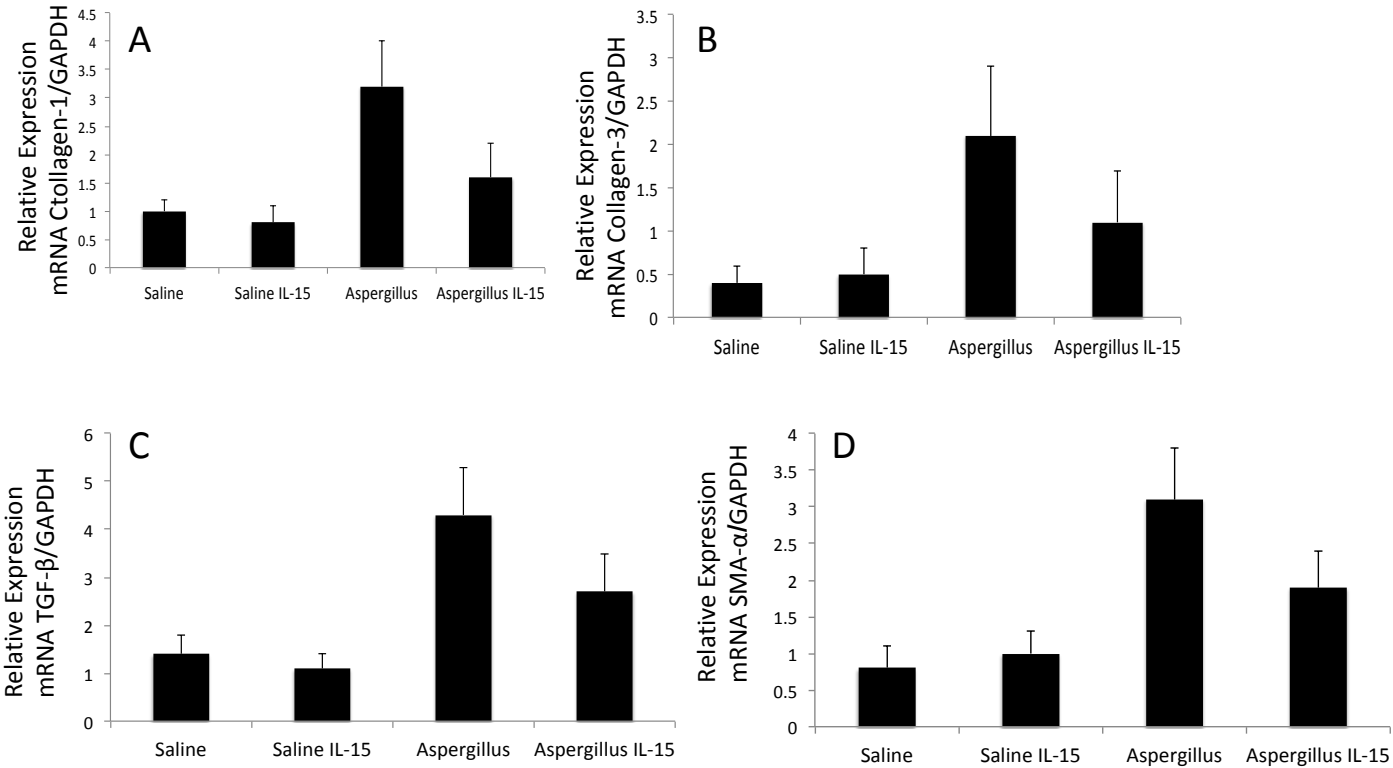 A
Relative Expression
mRNA Ctollagen-1/GAPDH
4.5
4
3.5
3
2.5
2
1.5
1
0.5
0
Saline Saline IL-15 Aspergillus Aspergillus IL-15
B
Relative Expression
mRNA Collagen-3/GAPDH
3.5
3
2.5
2
1.5
1
0.5
0
Saline Saline IL-15 Aspergillus Aspergillus IL-15
C
Relative Expression
mRNA TGF-β/GAPDH
6
5
4
3
2
1
0
Saline Saline IL-15 Aspergillus Aspergillus IL-15
D
Relative Expression
mRNA SMA-α/GAPDH
4
3.5
3
2.5
2
1.5
1
0.5
0
Saline Saline IL-15 Aspergillus Aspergillus IL-15